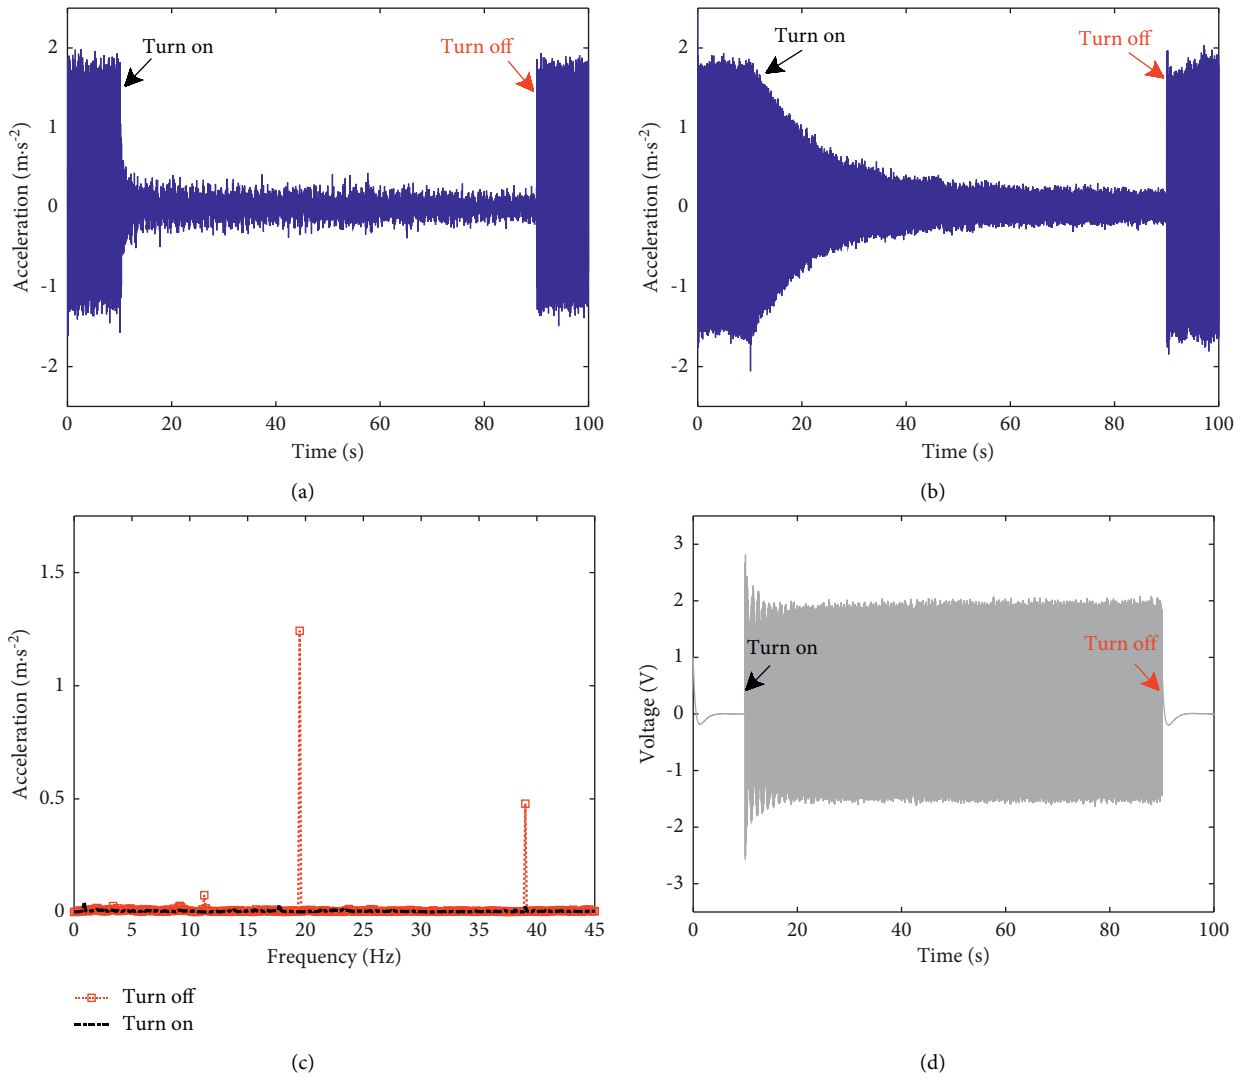 Turn on
Turn off
Acceleration (m·s-2)
2
1
0
-1
-2
0 20 40 60 80 100
Time (s)
(a)
Turn on
Turn off
Acceleration (m·s-2)
2
1
0
-1
-2
0 20 40 60 80 100
Time (s)
(b)
Acceleration (m·s-2)
1.5
1
0.5
0
0 5 10 15 20 25 30 35 40 45
Frequency (Hz)
Turn off
Turn on
(c)
Turn on
Turn off
Voltage (V)
3
2
1
0
-1
-2
-3
0 20 40 60 80 100
Time (s)
(d)